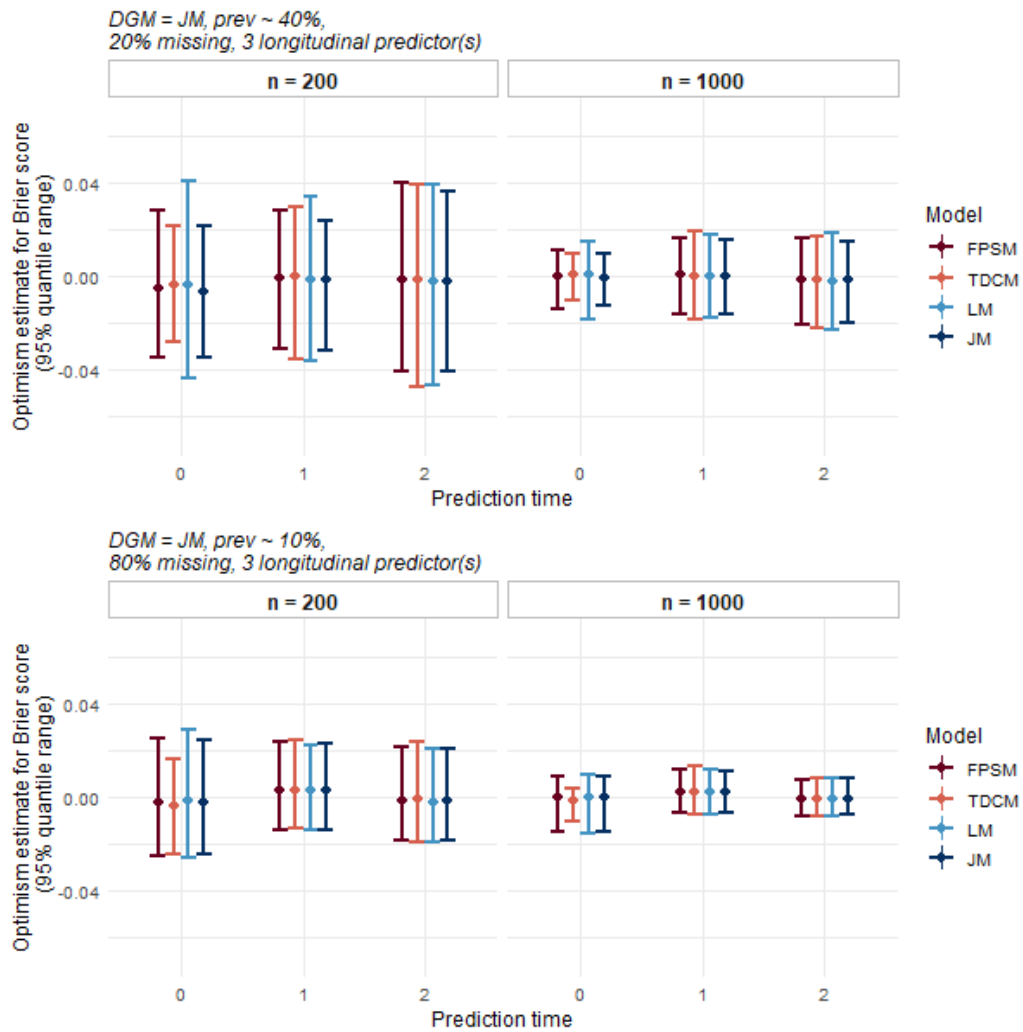 DGM = JM, prev ~ 40%,
20% missing, 3 longitudinal predictor(s)
n = 200
n = 1000
Optimism estimate for Brier score
(95% quantile range)
0.04
0.00
-0.04
0 1 2
0 1 2
Prediction time
Model
FPSM
TDCM
LM
JM
DGM = JM, prev ~ 10%,
80% missing, 3 longitudinal predictor(s)
n = 200
n = 1000
Optimism estimate for Brier score
(95% quantile range)
0.04
0.00
-0.04
0 1 2
0 1 2
Prediction time
Model
FPSM
TDCM
LM
JM